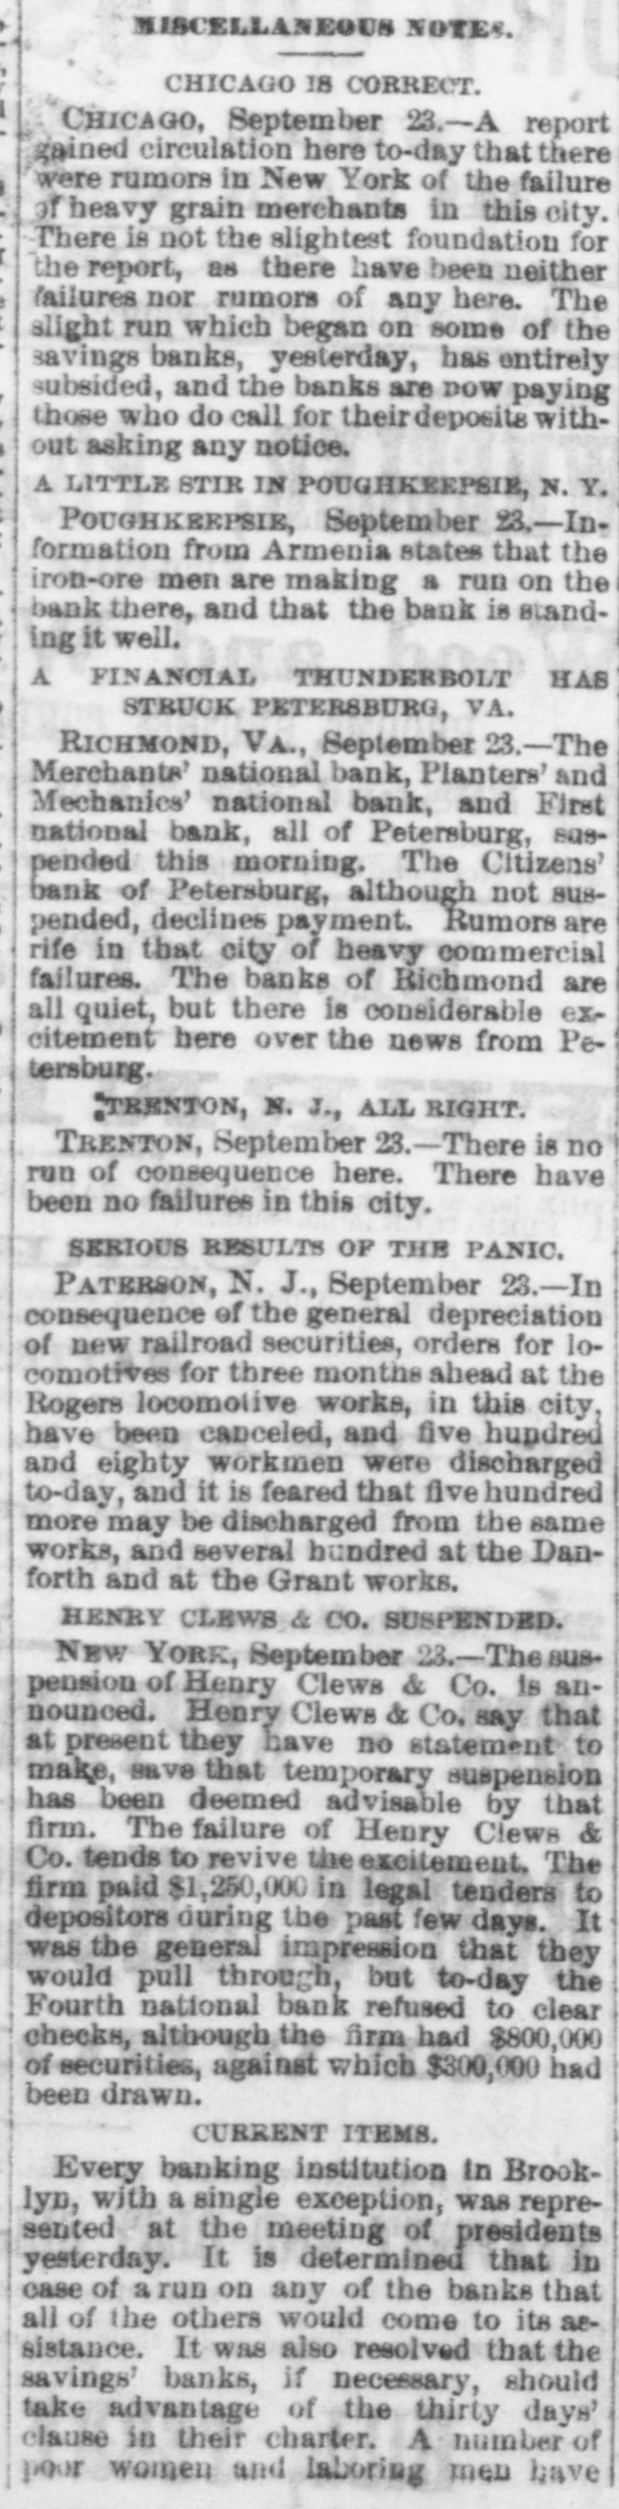 MISCELLANEOUS NOTES.
CHICAGO IS CORRECT.
CHICAGO, September 23.—A report
gained circulation here to-day that there
were rumors in New York of the failure
of heavy grain merchants in this city.
There is not the slightest foundation for
the report, as there have been neither
failures nor rumors of any here. The
slight run which began on some of the
savings banks, yesterday, has entirely
subsided, and the banks are now paying
those who do call for their deposits with-
out asking any notice.
A LITTLE STIR IN POUGHKEEPSIE, N. Y.
POUGHKEEPSIE, September 23.—In-
formation from Armenia states that the
iron-ore men are making a run on the
bank there, and that the bank is stand-
ing it well.
A FINANCIAL THUNDERBOLT HAS
STRUCK PETERSBURG, VA.
RICHMOND, VA., September 23.—The
Merchants' national bank, Planters' and
Mechanics' national bank, and First
national bank, all of Petersburg, sus-
pended this morning. The Citizens'
bank of Petersburg, although not sus-
pended, declines payment. Rumors are
rife in that city of heavy commercial
failures. The banks of Richmond are
all quiet, but there is considerable ex-
citement here over the news from Pe-
tersburg.
TRENTON, N. J., ALL RIGHT.
TRENTON, September 23.—There is no
run of consequence here. There have
been no failures in this city.
SERIOUS RESULTS OF THE PANIC.
PATERSON, N. J., September 23.—In
consequence of the general depreciation
of new railroad securities, orders for lo-
comotives for three months ahead at the
Rogers locomotive works, in this city,
have been canceled, and five hundred
and eighty workmen were discharged
to-day, and it is feared that five hundred
more may be discharged from the same
works, and several hundred at the Dan-
forth and at the Grant works.
HENRY CLEWS & CO. SUSPENDED.
NEW YORK, September 23.—The sus-
pension of Henry Clews & Co. is an-
nounced. Henry Clews & Co. say that
at present they have no statement to
make, save that temporary suspension
has been deemed advisable by that
firm. The failure of Henry Clews &
Co. tends to revive the excitement. The
firm paid $1,250,000 in legal tenders to
depositors during the past few days. It
was the general impression that they
would pull through, but to-day the
Fourth national bank refused to clear
checks, although the firm had $800,000
of securities, against which $300,000 had
been drawn.
CURRENT ITEMS.
Every banking institution in Brook-
lyn, with a single exception, was repre-
sented at the meeting of presidents
yesterday. It is determined that in
case of a run on any of the banks that
all of the others would come to its as-
sistance. It was also resolved that the
savings' banks, if necessary, should
take advantage of the thirty days'
clause in their charter. A number of
poor women and laboring men have